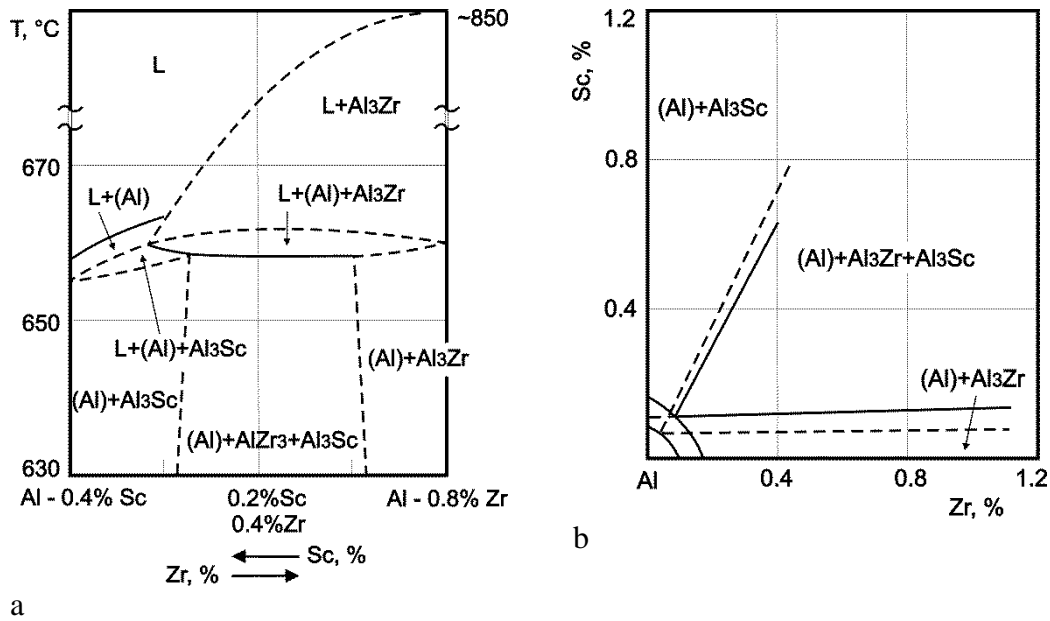 T, °C
~850
L
L+Al3Zr
670
L+(Al)
L+(Al)+Al3Zr
650
L+(Al)+Al3Sc
(Al)+Al3Zr
(Al)+Al3Sc
(Al)+AlZr3+Al3Sc
630
Al - 0.4% Sc
0.2%Sc
Al - 0.8% Zr
0.4%Zr
Sc, %
Zr, %
a
1.2
Sc, %
(Al)+Al3Sc
0.8
(Al)+Al3Zr+Al3Sc
0.4
(Al)+Al3Zr
Al
0.4
0.8
1.2
Zr, %
b